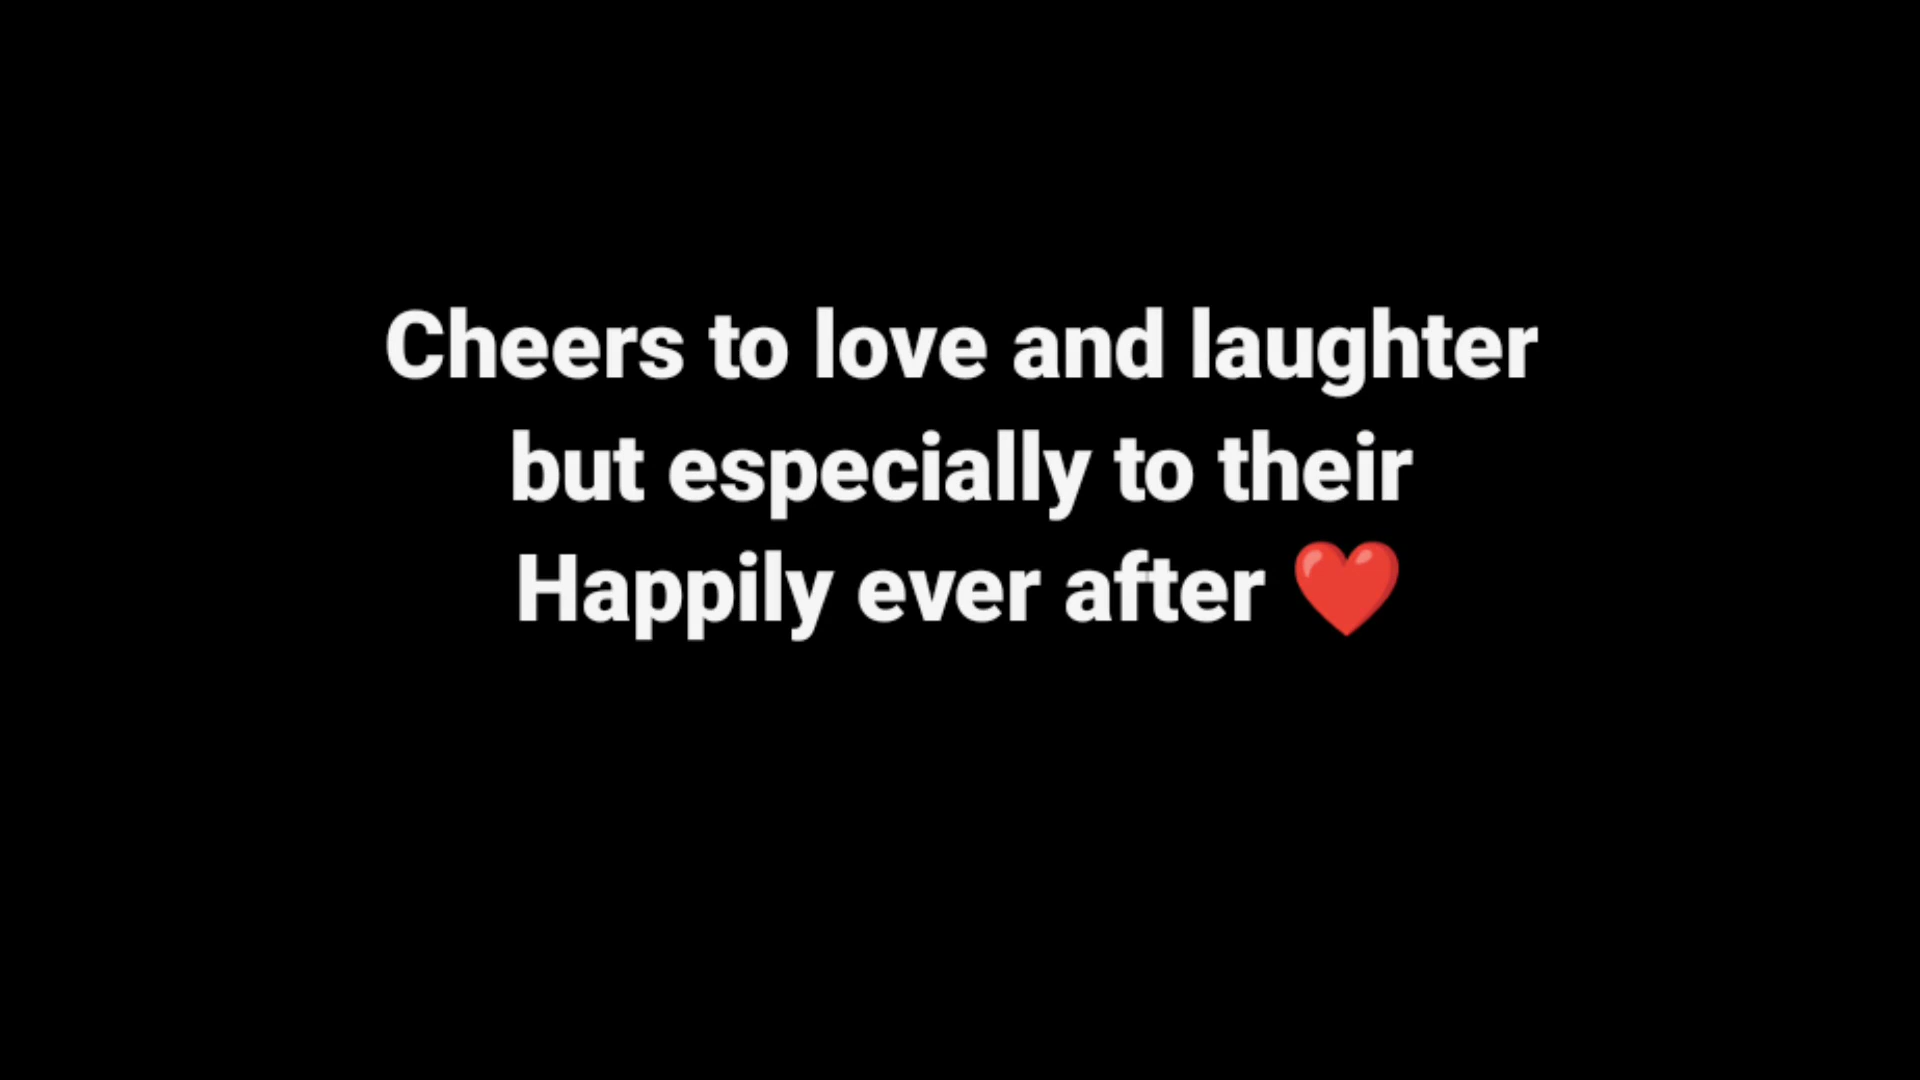 Cheers to love and laughter
but especially to their
Happily ever after ❤️